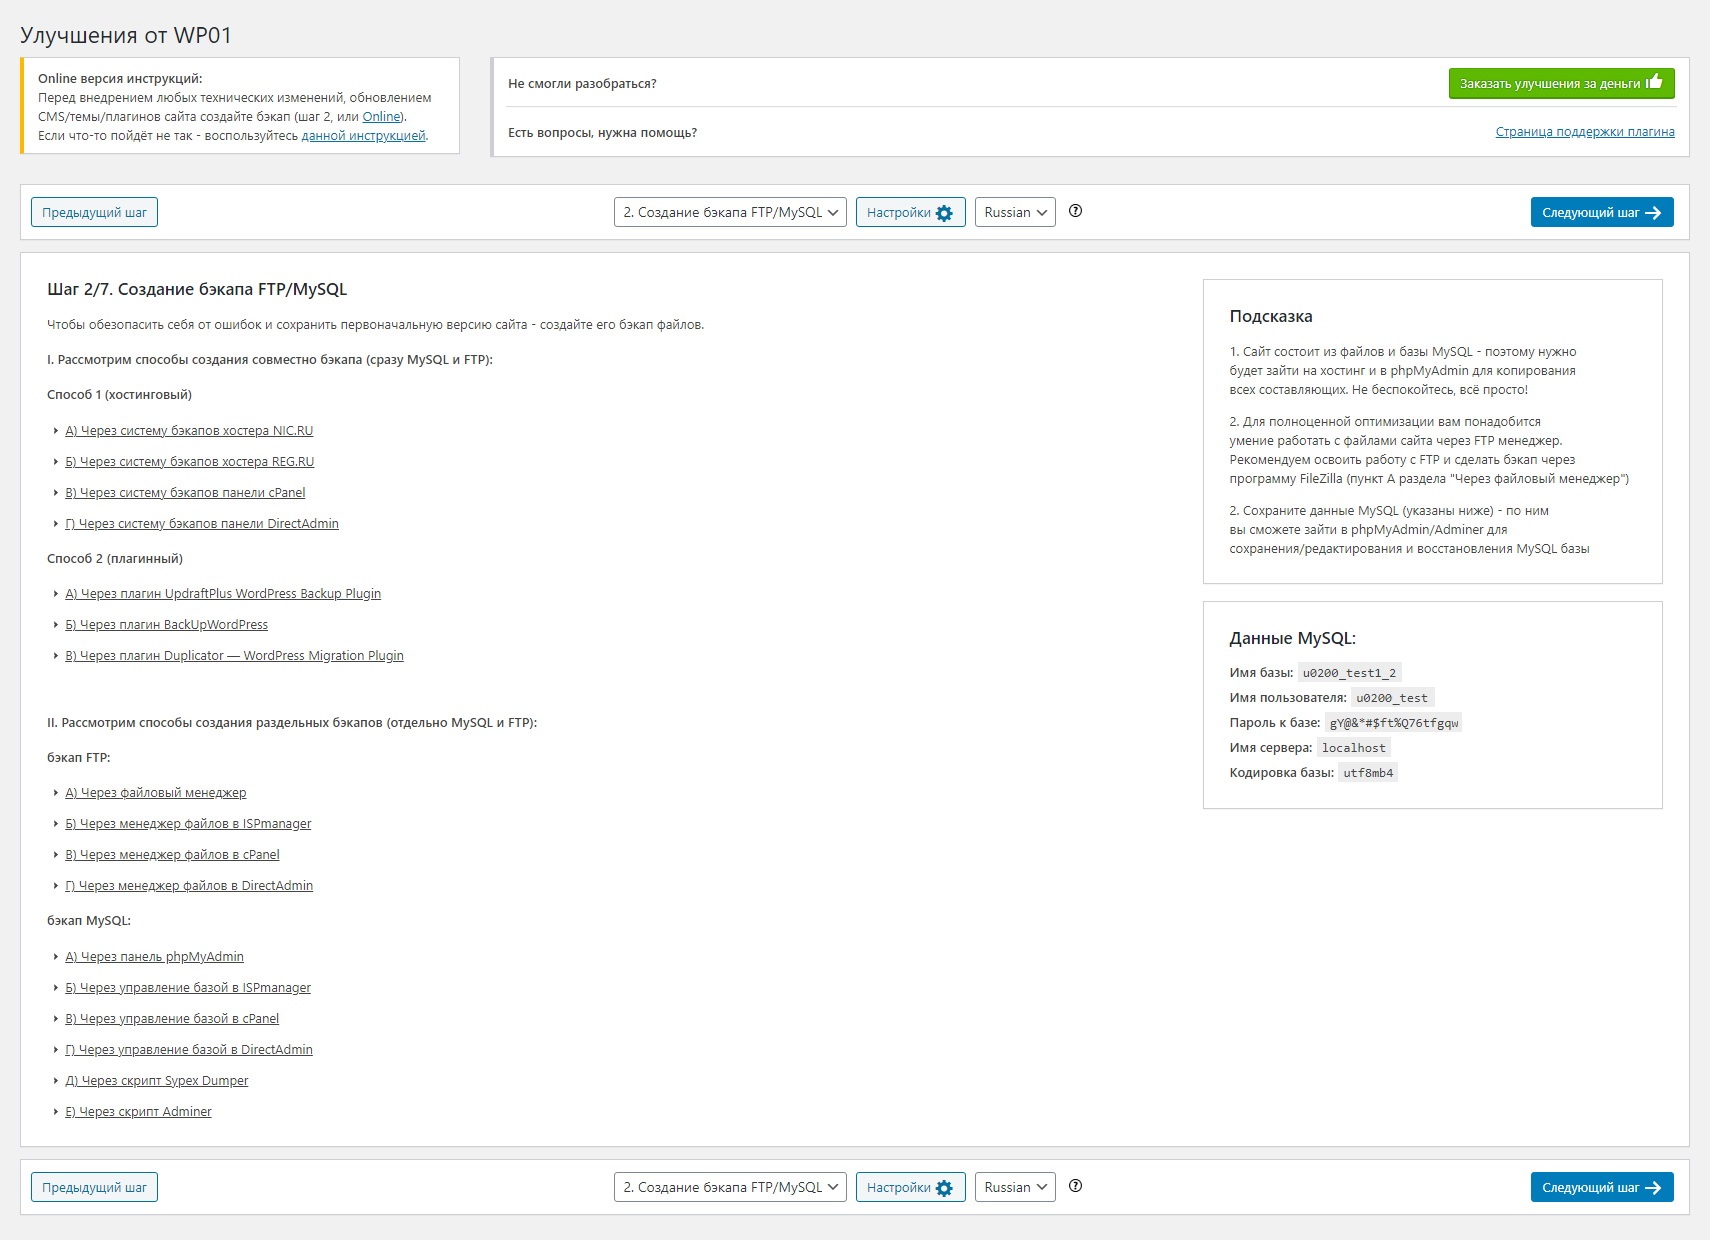 Улучшения от WP01
Online версия инструкций:
Перед внедрением любых технических изменений, обновлением
CMS/темы/плагинов сайта создайте бэкап (шаг 2, или Online).
Если что-то пойдёт не так - воспользуйтесь данной инструкцией.
Не смогли разобраться?
Заказать улучшения за деньги
Есть вопросы, нужна помощь?
Страница поддержки плагина
Предыдущий шаг
2. Создание бэкапа FTP/MySQL
Настройки
Russian
Следующий шаг
Шаг 2/7. Создание бэкапа FTP/MySQL
Чтобы обезопасить себя от ошибок и сохранить первоначальную версию сайта - создайте его бэкап файлов.
I. Рассмотрим способы создания совместно бэкапа (сразу MySQL и FTP):
Способ 1 (хостинговый)
А) Через систему бэкапов хостера NIC.RU
Б) Через систему бэкапов хостера REG.RU
В) Через систему бэкапов панели cPanel
Г) Через систему бэкапов панели DirectAdmin
Способ 2 (плагинный)
А) Через плагин UpdraftPlus WordPress Backup Plugin
Б) Через плагин BackUpWordPress
В) Через плагин Duplicator — WordPress Migration Plugin
II. Рассмотрим способы создания раздельных бэкапов (отдельно MySQL и FTP):
бэкап FTP:
А) Через файловый менеджер
Б) Через менеджер файлов в ISPmanager
В) Через менеджер файлов в cPanel
Г) Через менеджер файлов в DirectAdmin
бэкап MySQL:
А) Через панель phpMyAdmin
Б) Через управление базой в ISPmanager
В) Через управление базой в cPanel
Г) Через управление базой в DirectAdmin
Д) Через скрипт Sypex Dumper
Е) Через скрипт Adminer
Подсказка
1. Сайт состоит из файлов и базы MySQL - поэтому нужно
будет зайти на хостинг и в phpMyAdmin для копирования
всех составляющих. Не беспокойтесь, всё просто!
2. Для полноценной оптимизации вам понадобится
умение работать с файлами сайта через FTP менеджер.
Рекомендуем освоить работу с FTP и сделать бэкап через
программу FileZilla (пункт А раздела "Через файловый менеджер")
2. Сохраните данные MySQL (указаны ниже) - по ним
вы сможете зайти в phpMyAdmin/Adminer для
сохранения/редактирования и восстановления MySQL базы
Данные MySQL:
Имя базы: u0200_test1_2
Имя пользователя: u0200_test
Пароль к базе: gY@&*#$ft%Q76tfgqw
Имя сервера: localhost
Кодировка базы: utf8mb4
Предыдущий шаг
2. Создание бэкапа FTP/MySQL
Настройки
Russian
Следующий шаг